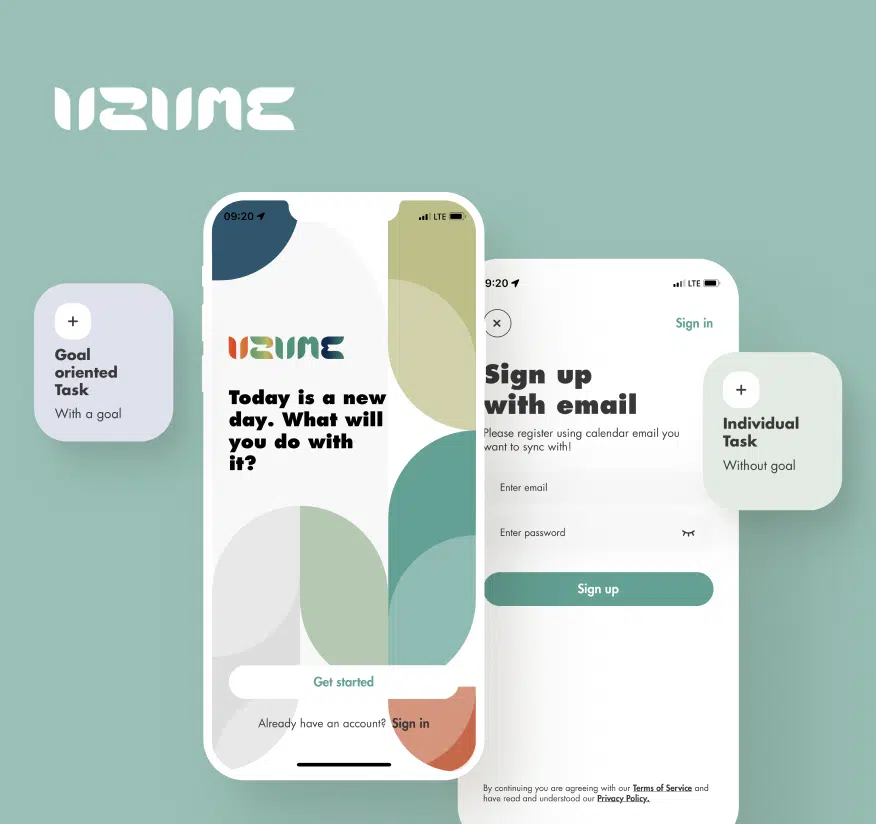 UZUME
09:20
LTE
UZUME
Today is a new
day. What will
you do with
it?
Get started
Already have an account? Sign in
Goal
oriented
Task
With a goal
9:20
LTE
Sign in
Sign up
with email
Please register using calendar email you
want to sync with!
Enter email
Enter password
Sign up
By continuing you are agreeing with our Terms of Service and
have read and understood our Privacy Policy.
Individual
Task
Without goal